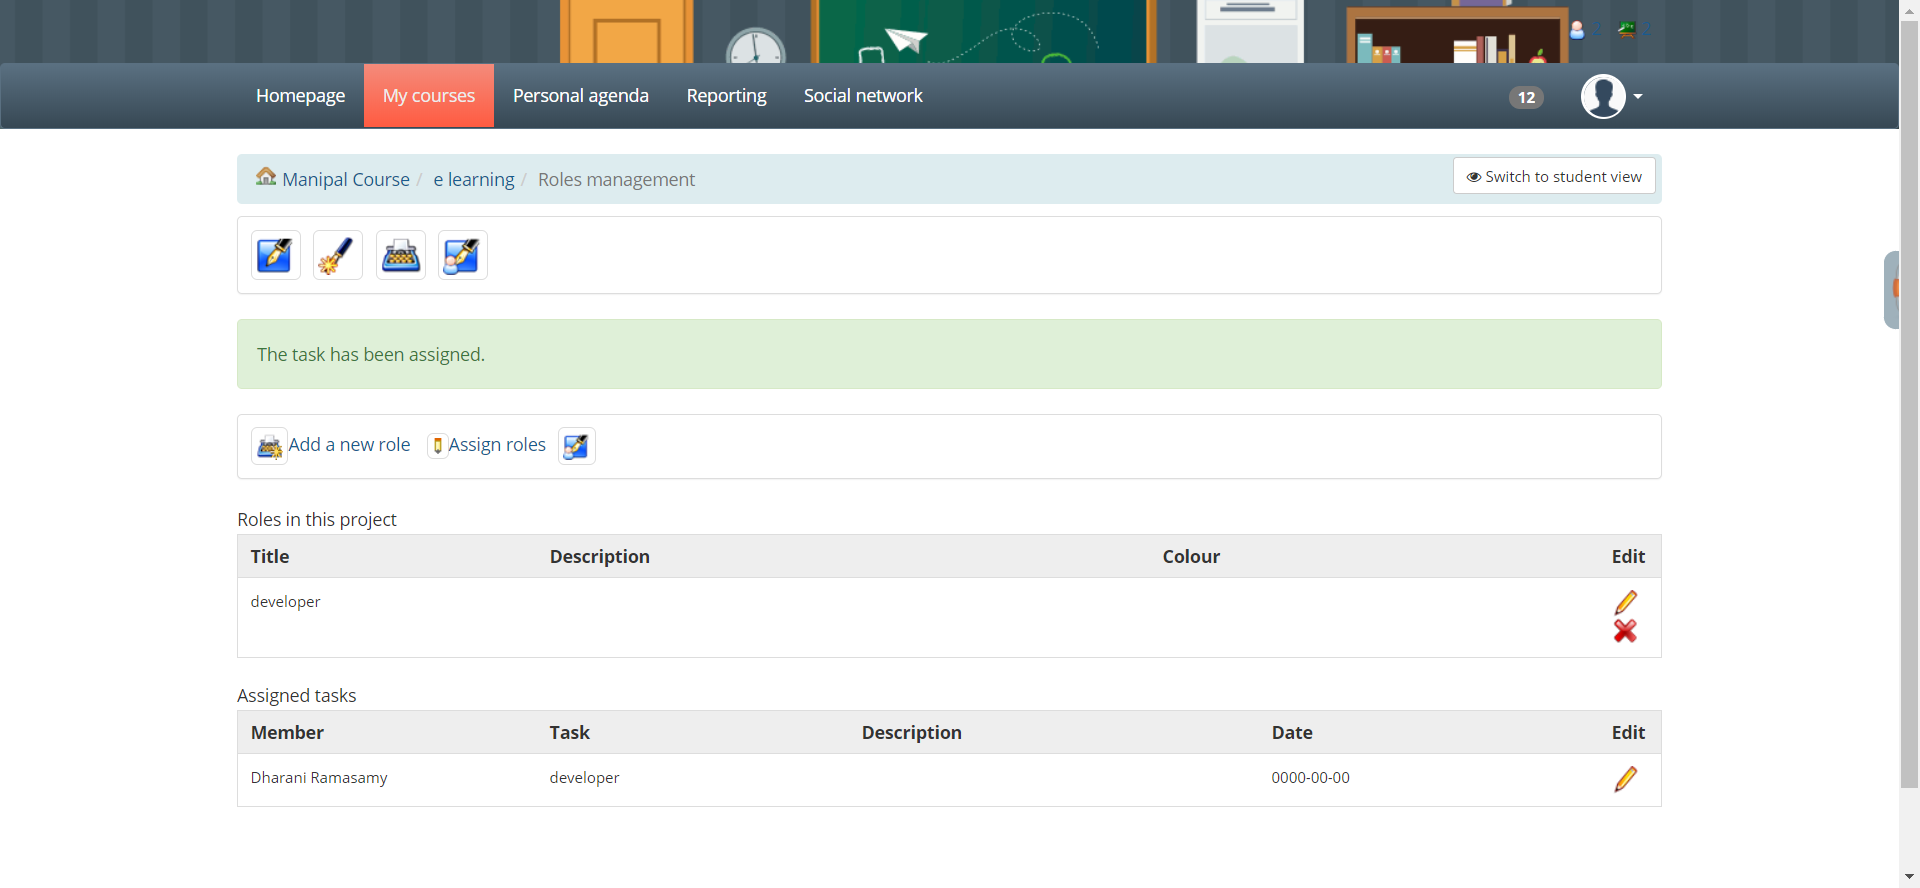 2 2
Homepage My courses Personal agenda Reporting Social network 12
Manipal Course / e learning / Roles management Switch to student view
The task has been assigned.
Add a new role Assign roles
Roles in this project
Title Description Colour Edit
developer
Assigned tasks
Member Task Description Date Edit
Dharani Ramasamy developer 0000-00-00